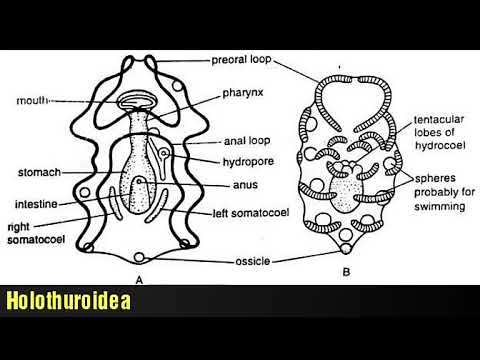 preoral loop
mouth
pharynx
anal loop
hydropore
stomach
anus
intestine
left somatocoel
right
somatocoel
ossicle
A
tentacular
lobes of
hydrocoel
spheres
probably for
swimming
B
Holothuroidea